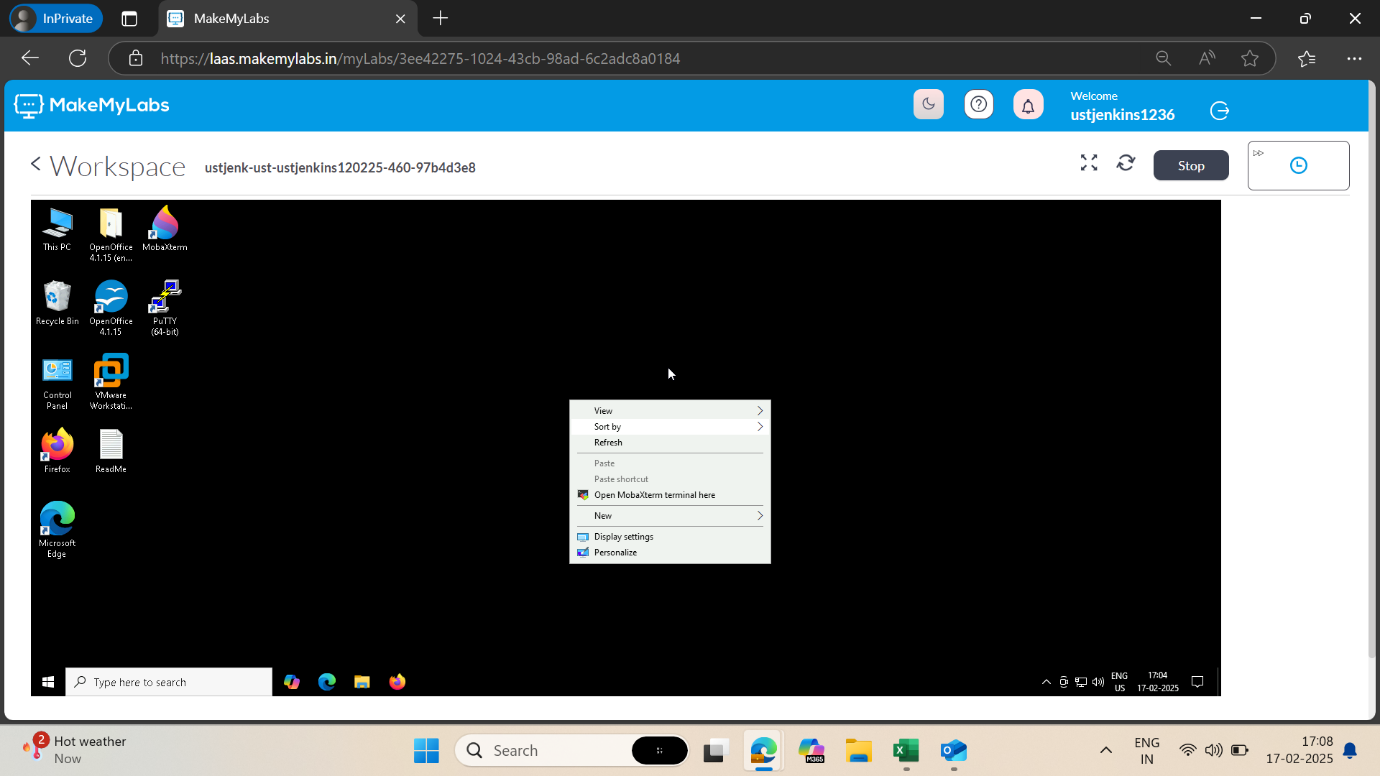 InPrivate
MakeMyLabs
https://laas.makemylabs.in/myLabs/3ee42275-1024-43cb-98ad-6c2adc8a0184
MakeMyLabs
Welcome
ustjenkins1236
Workspace
ustjenk-ust-ustjenkins120225-460-97b4d3e8
Stop
This PC
OpenOffice
4.1.15 (en...
MobaXterm
Recycle Bin
OpenOffice
4.1.15
PuTTY
(64-bit)
Control
Panel
VMware
Workstati...
Firefox
ReadMe
Microsoft
Edge
View
Sort by
Refresh
Paste
Paste shortcut
Open MobaXterm terminal here
New
Display settings
Personalize
Type here to search
ENG
US
17:04
17-02-2025
2
Hot weather
Now
Search
M365
ENG
IN
17:08
17-02-2025